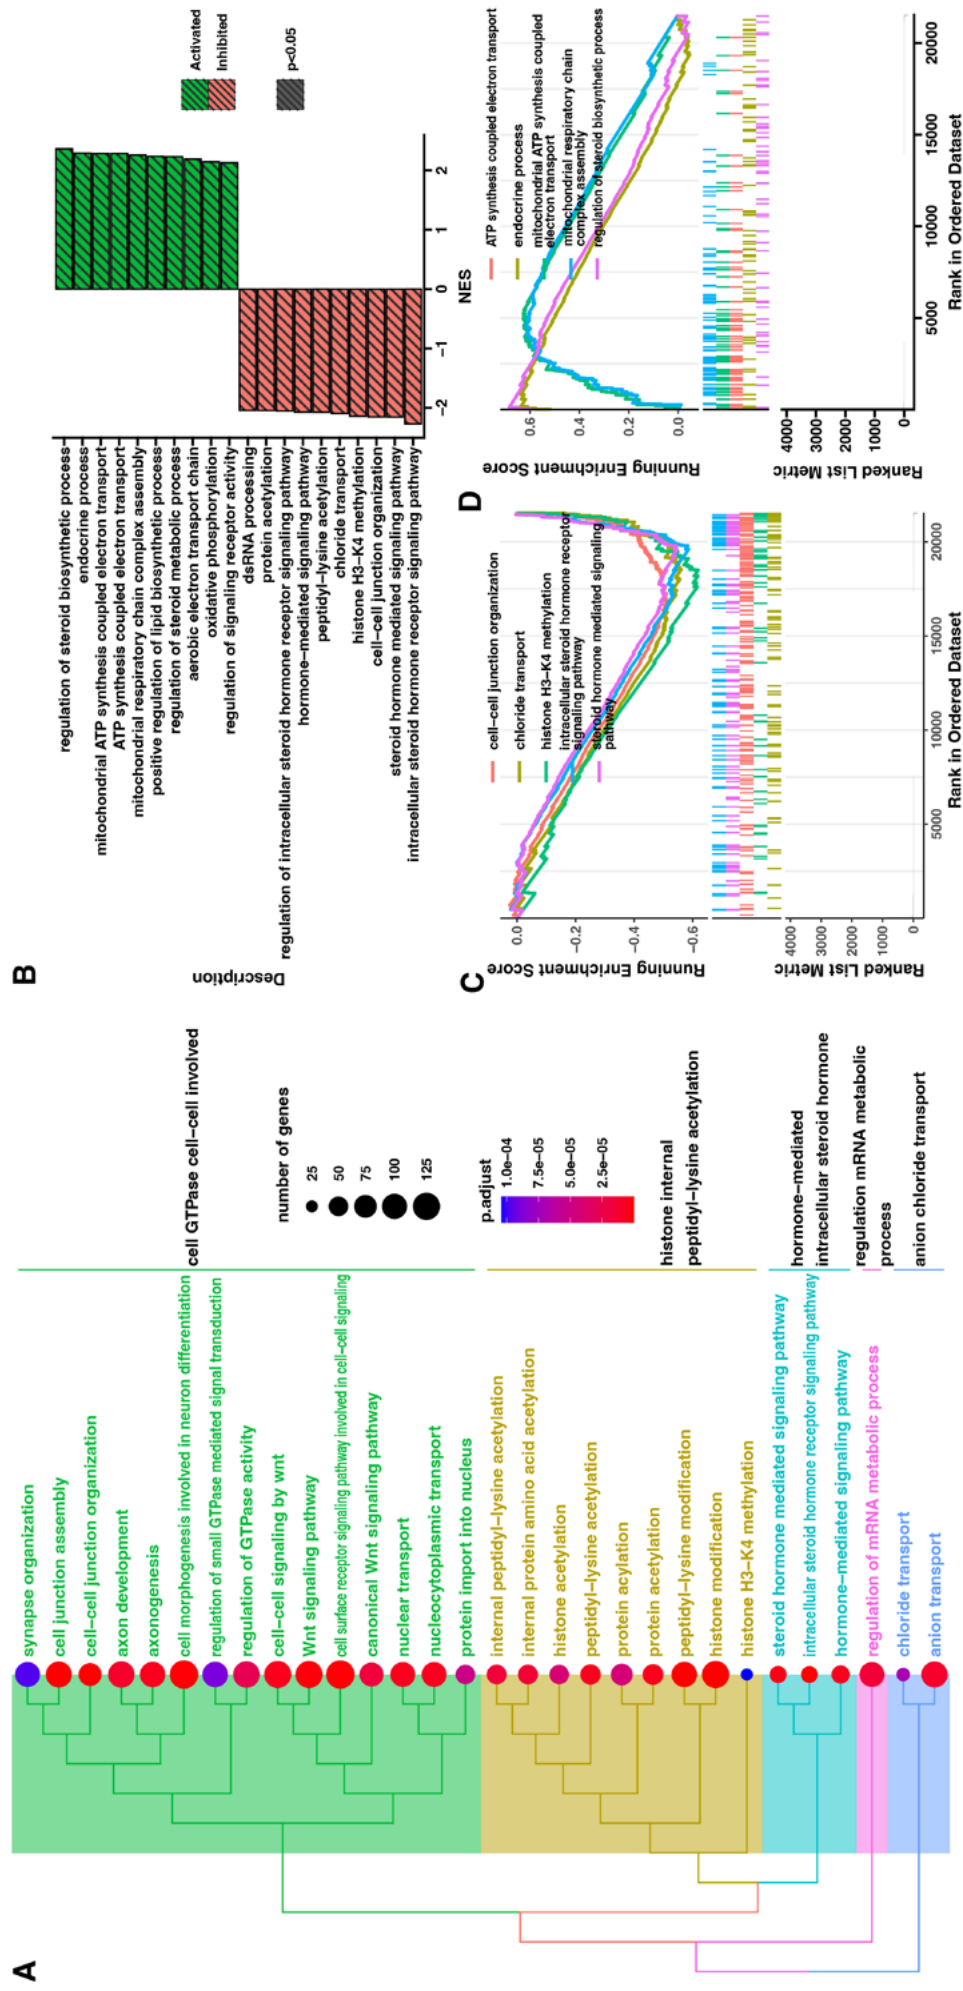 A
synapse organization
cell junction assembly
cell−cell junction organization
axon development
axonogenesis
cell morphogenesis involved in neuron differentiation
regulation of small GTPase mediated signal transduction
regulation of GTPase activity
cell−cell signaling by wnt
Wnt signaling pathway
cell surface receptor signaling pathway involved in cell−cell signaling
canonical Wnt signaling pathway
nuclear transport
nucleocytoplasmic transport
protein import into nucleus
internal peptidyl−lysine acetylation
internal protein amino acid acetylation
histone acetylation
peptidyl−lysine acetylation
protein acylation
protein acetylation
peptidyl−lysine modification
histone modification
histone H3−K4 methylation
steroid hormone mediated signaling pathway
intracellular steroid hormone receptor signaling pathway
hormone−mediated signaling pathway
regulation of mRNA metabolic process
chloride transport
anion transport
cell GTPase cell−cell involved
histone internal
peptidyl−lysine acetylation
hormone−mediated
intracellular steroid hormone
regulation mRNA metabolic
process
anion chloride transport
number of genes
25
50
75
100
125
p.adjust
1.0e−04
7.5e−05
5.0e−05
2.5e−05
B
Description
regulation of steroid biosynthetic process
endocrine process
mitochondrial ATP synthesis coupled electron transport
ATP synthesis coupled electron transport
mitochondrial respiratory chain complex assembly
positive regulation of lipid biosynthetic process
regulation of steroid metabolic process
aerobic electron transport chain
oxidative phosphorylation
regulation of signaling receptor activity
dsRNA processing
protein acetylation
regulation of intracellular steroid hormone receptor signaling pathway
hormone−mediated signaling pathway
peptidyl−lysine acetylation
chloride transport
histone H3−K4 methylation
cell−cell junction organization
steroid hormone mediated signaling pathway
intracellular steroid hormone receptor signaling pathway
−2
−1
0
1
2
NES
Activated
Inhibited
p<0.05
C
Running Enrichment Score
0.0
−0.2
−0.4
−0.6
cell−cell junction organization
chloride transport
histone H3−K4 methylation
intracellular steroid hormone receptor
signaling pathway
steroid hormone mediated signaling
pathway
Ranked List Metric
4000
3000
2000
1000
0
5000
10000
15000
20000
Rank in Ordered Dataset
D
Running Enrichment Score
0.6
0.4
0.2
0.0
ATP synthesis coupled electron transport
endocrine process
mitochondrial ATP synthesis coupled
electron transport
mitochondrial respiratory chain
complex assembly
regulation of steroid biosynthetic process
Ranked List Metric
4000
3000
2000
1000
0
5000
10000
15000
20000
Rank in Ordered Dataset